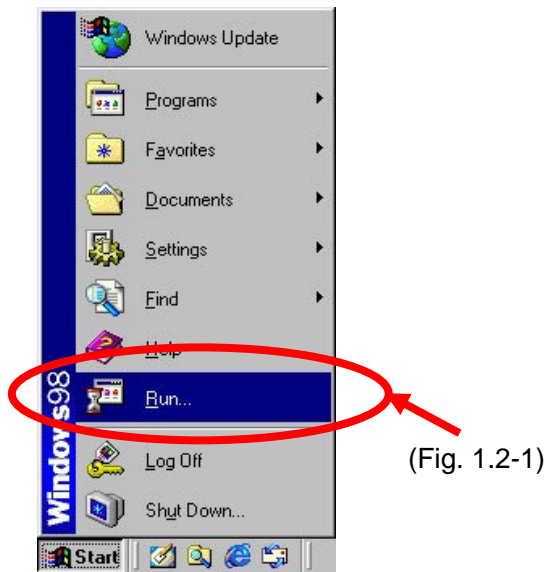 Windows Update
Programs
Favorites
Documents
Settings
Find
Help
Run...
Log Off
Shut Down...
Windows98
Start
(Fig. 1.2-1)